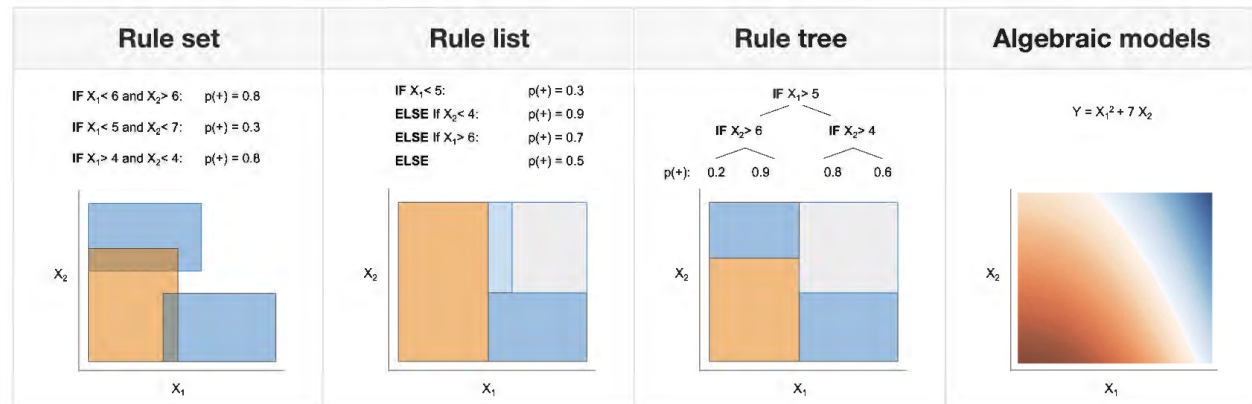 Rule set
IF X₁< 6 and X₂> 6: p(+) = 0.8
IF X₁< 5 and X₂< 7: p(+) = 0.3
IF X₁> 4 and X₂< 4: p(+) = 0.8
X₂
X₁
Rule list
IF X₁< 5: p(+) = 0.3
ELSE If X₂< 4: p(+) = 0.9
ELSE If X₁> 6: p(+) = 0.7
ELSE p(+) = 0.5
X₂
X₁
Rule tree
IF X₁> 5
IF X₂> 6 IF X₂> 4
p(+): 0.2 0.9 0.8 0.6
X₂
X₁
Algebraic models
Y = X₁² + 7 X₂
X₂
X₁